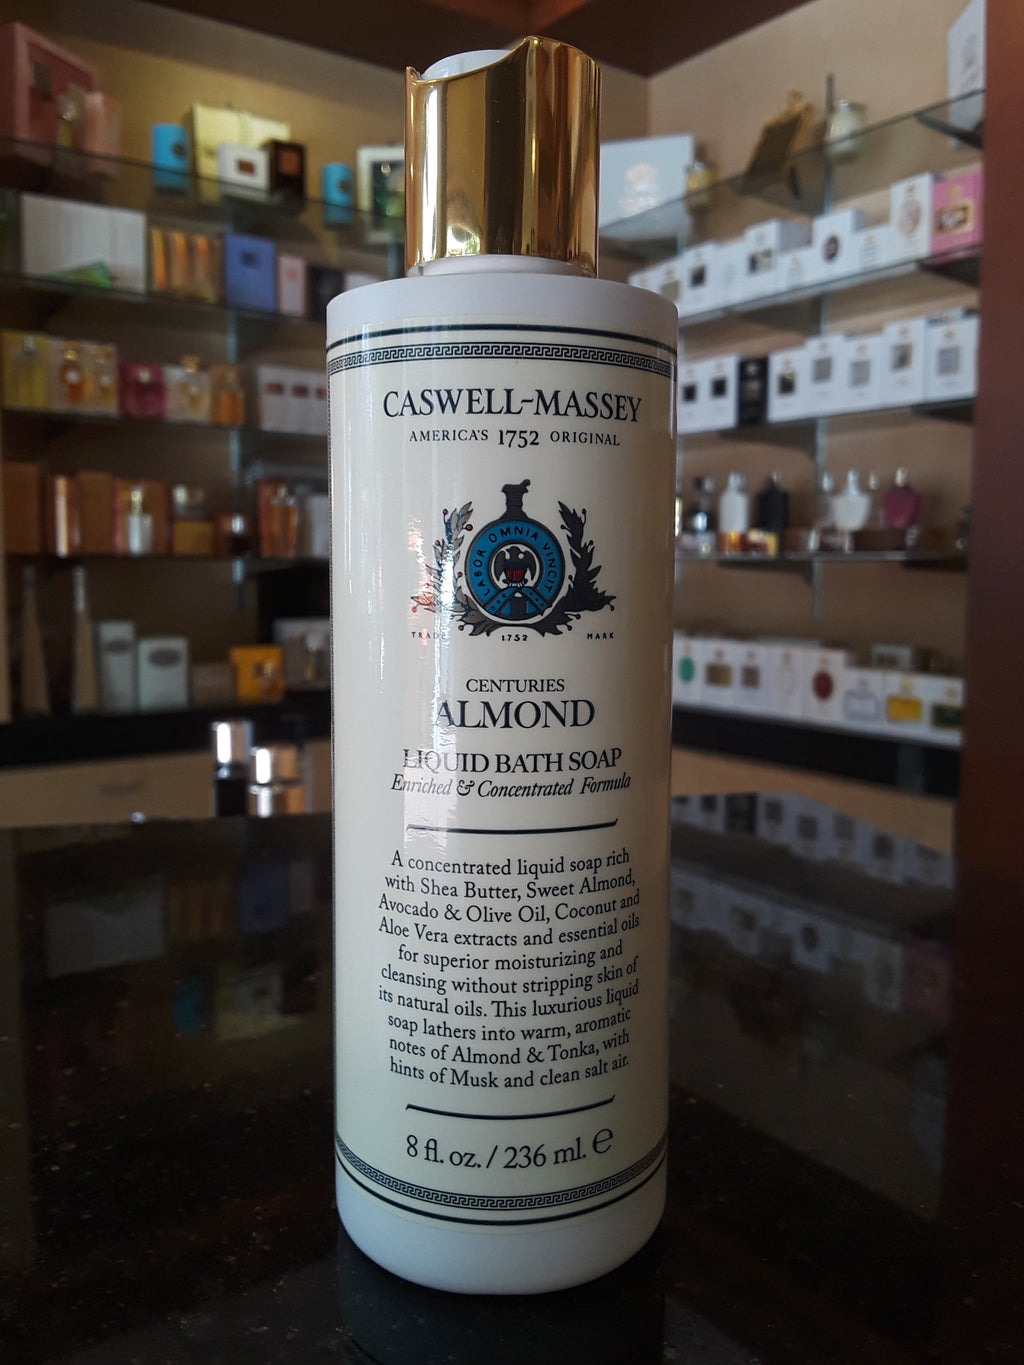 CASWELL~MASSEY
AMERICA'S 1752 ORIGINAL
LABOR OMNIA VINCIT
TRADE MARK
1752
CENTURIES
ALMOND
LIQUID BATH SOAP
Enriched & Concentrated Formula
A concentrated liquid soap rich
with Shea Butter, Sweet Almond,
Avocado & Olive Oil, Coconut and
Aloe Vera extracts and essential oils
for superior moisturizing and
cleansing without stripping skin of
its natural oils. This luxurious liquid
soap lathers into warm, aromatic
notes of Almond & Tonka, with
hints of Musk and clean salt air.
8 fl. oz. / 236 ml. ℮